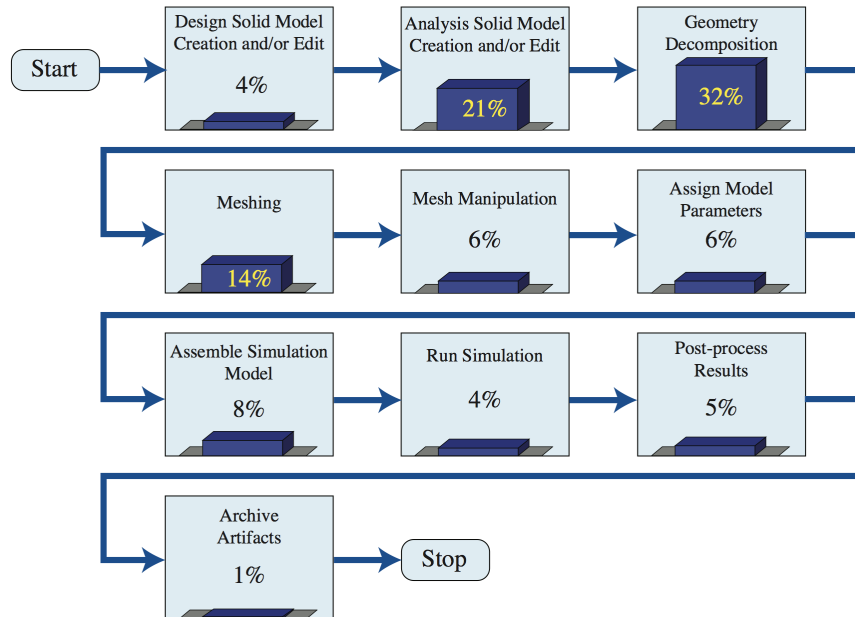 Start
Design Solid Model
Creation and/or Edit
4%
Analysis Solid Model
Creation and/or Edit
21%
Geometry
Decomposition
32%
Meshing
14%
Mesh Manipulation
6%
Assign Model
Parameters
6%
Assemble Simulation
Model
8%
Run Simulation
4%
Post-process
Results
5%
Archive
Artifacts
1%
Stop